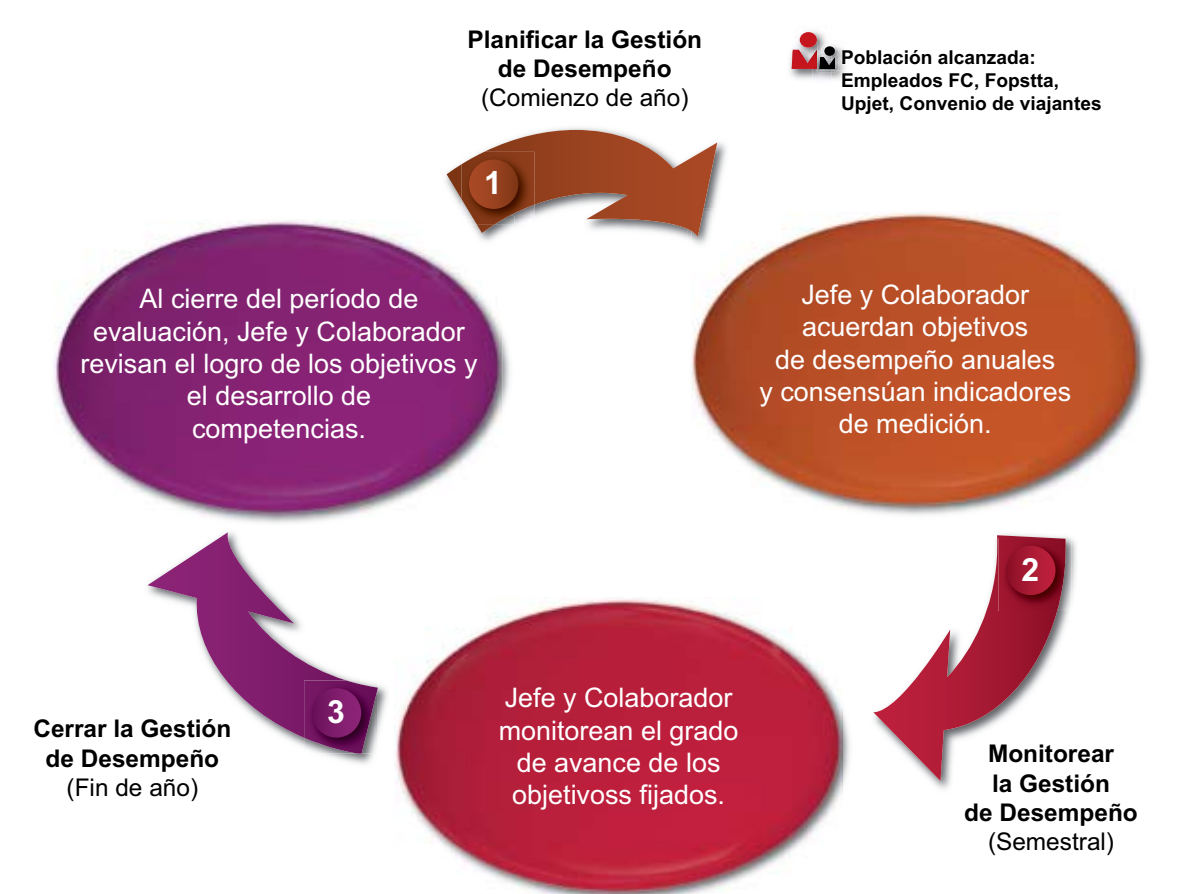 Planificar la Gestión
de Desempeño
(Comienzo de año)
Población alcanzada:
Empleados FC, Fopstta,
Upjet, Convenio de viajantes
1
Jefe y Colaborador
acuerdan objetivos
de desempeño anuales
y consensúan indicadores
de medición.
2
Monitorear
la Gestión
de Desempeño
(Semestral)
Jefe y Colaborador
monitorean el grado
de avance de los
objetivoss fijados.
3
Cerrar la Gestión
de Desempeño
(Fin de año)
Al cierre del período de
evaluación, Jefe y Colaborador
revisan el logro de los objetivos y
el desarrollo de
competencias.